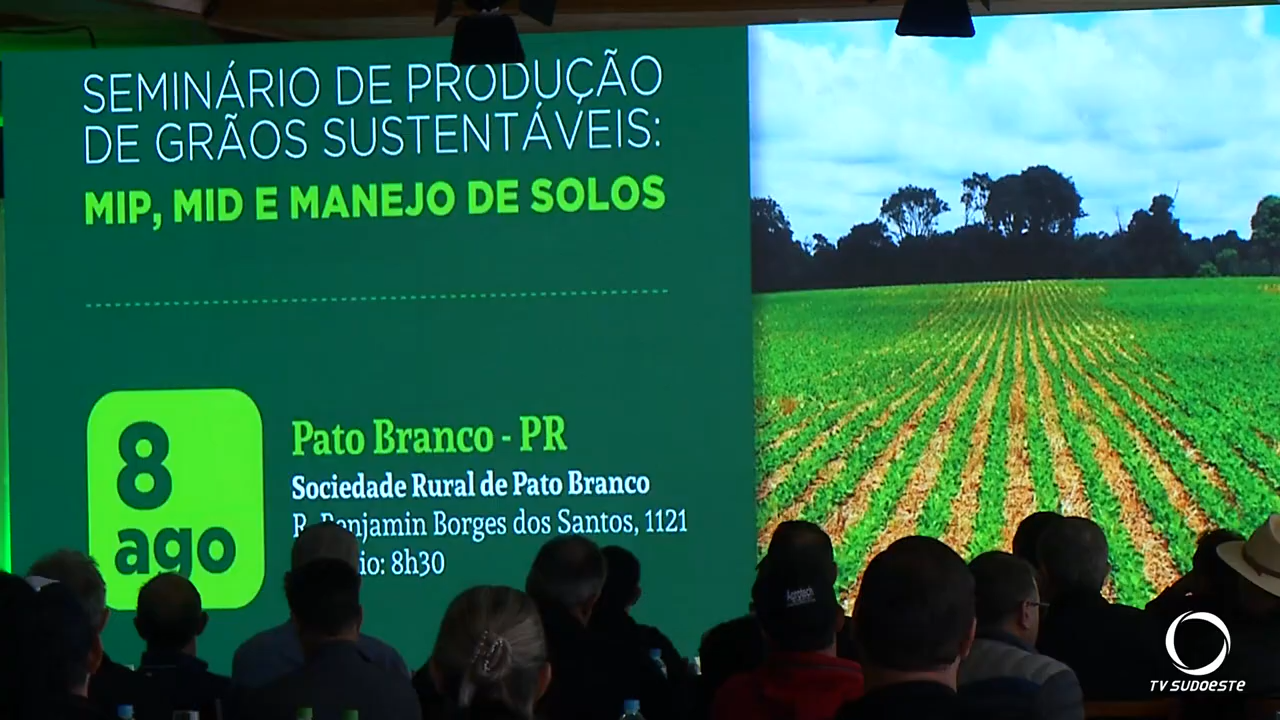 SEMINÁRIO DE PRODUÇÃO
DE GRÃOS SUSTENTÁVEIS:
MIP, MID E MANEJO DE SOLOS
8
ago
Pato Branco - PR
Sociedade Rural de Pato Branco
R. Benjamin Borges dos Santos, 1121
8h30
TV SUDOESTE